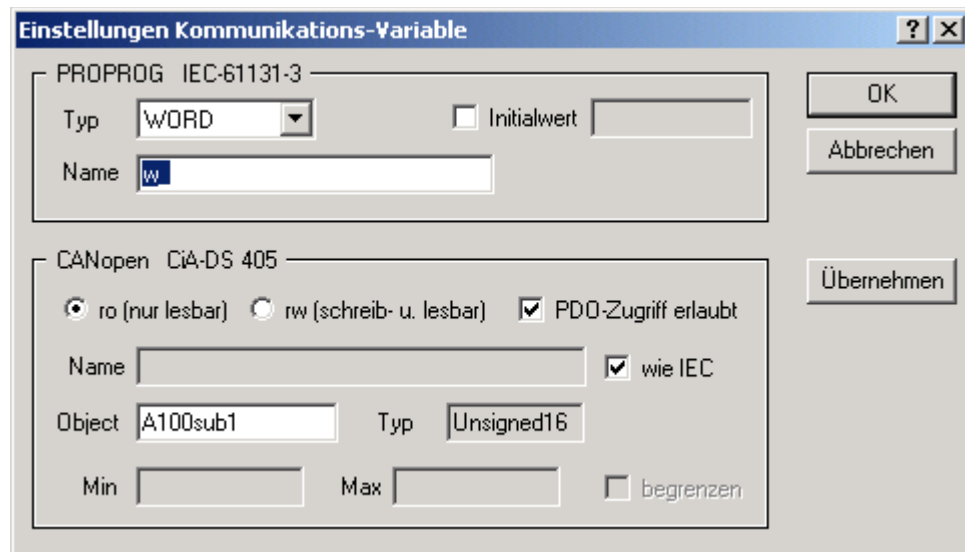 Einstellungen Kommunikations-Variable
PROPROG IEC-61131-3
Typ WORD Initialwert
Name w_
OK
Abbrechen
CANopen CiA-DS 405
ro (nur lesbar) rw (schreib- u. lesbar) PDO-Zugriff erlaubt
Übernehmen
Name wie IEC
Object A100sub1 Typ Unsigned16
Min Max begrenzen